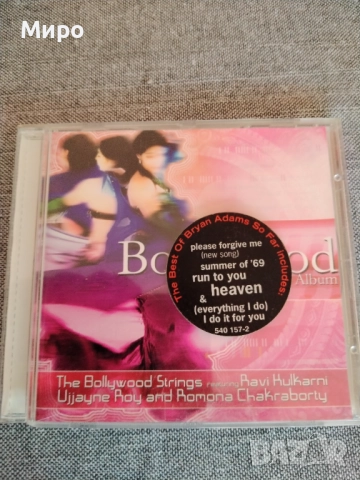 Миро
Bo
od
Album
The Best Of Bryan Adams So Far includes:
please forgive me
(new song)
summer of '69
run to you
heaven
&
(everything I do)
I do it for you
540 157-2
The Bollywood Strings featuring Ravi Kulkarni
Ujjayne Roy and Romona Chakraborty
BAZAR